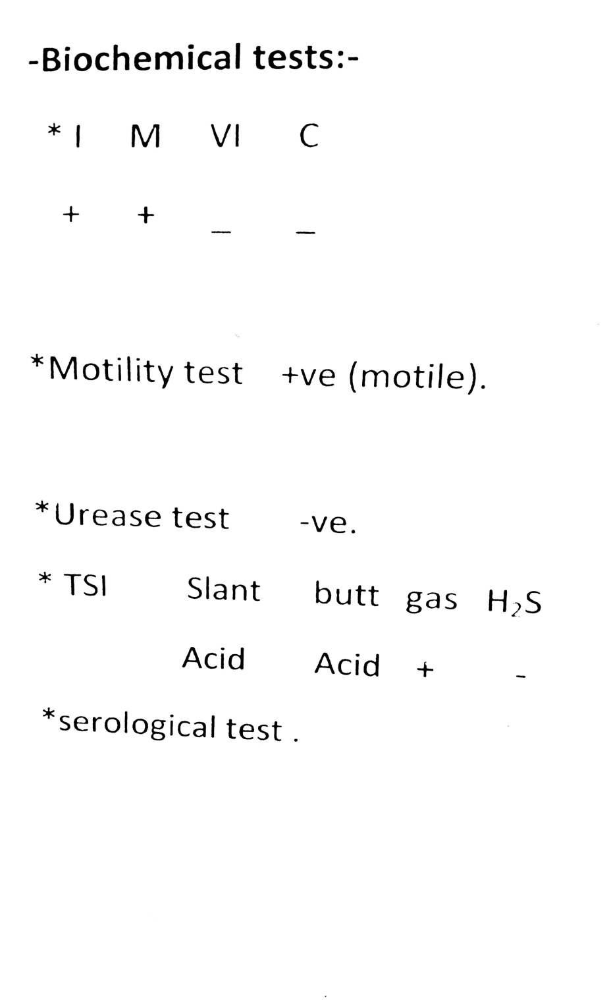 -Biochemical tests:-
* I M VI C
+ + _ _
*Motility test +ve (motile).
*Urease test -ve.
* TSI Slant butt gas H₂S
Acid Acid + -
*serological test .